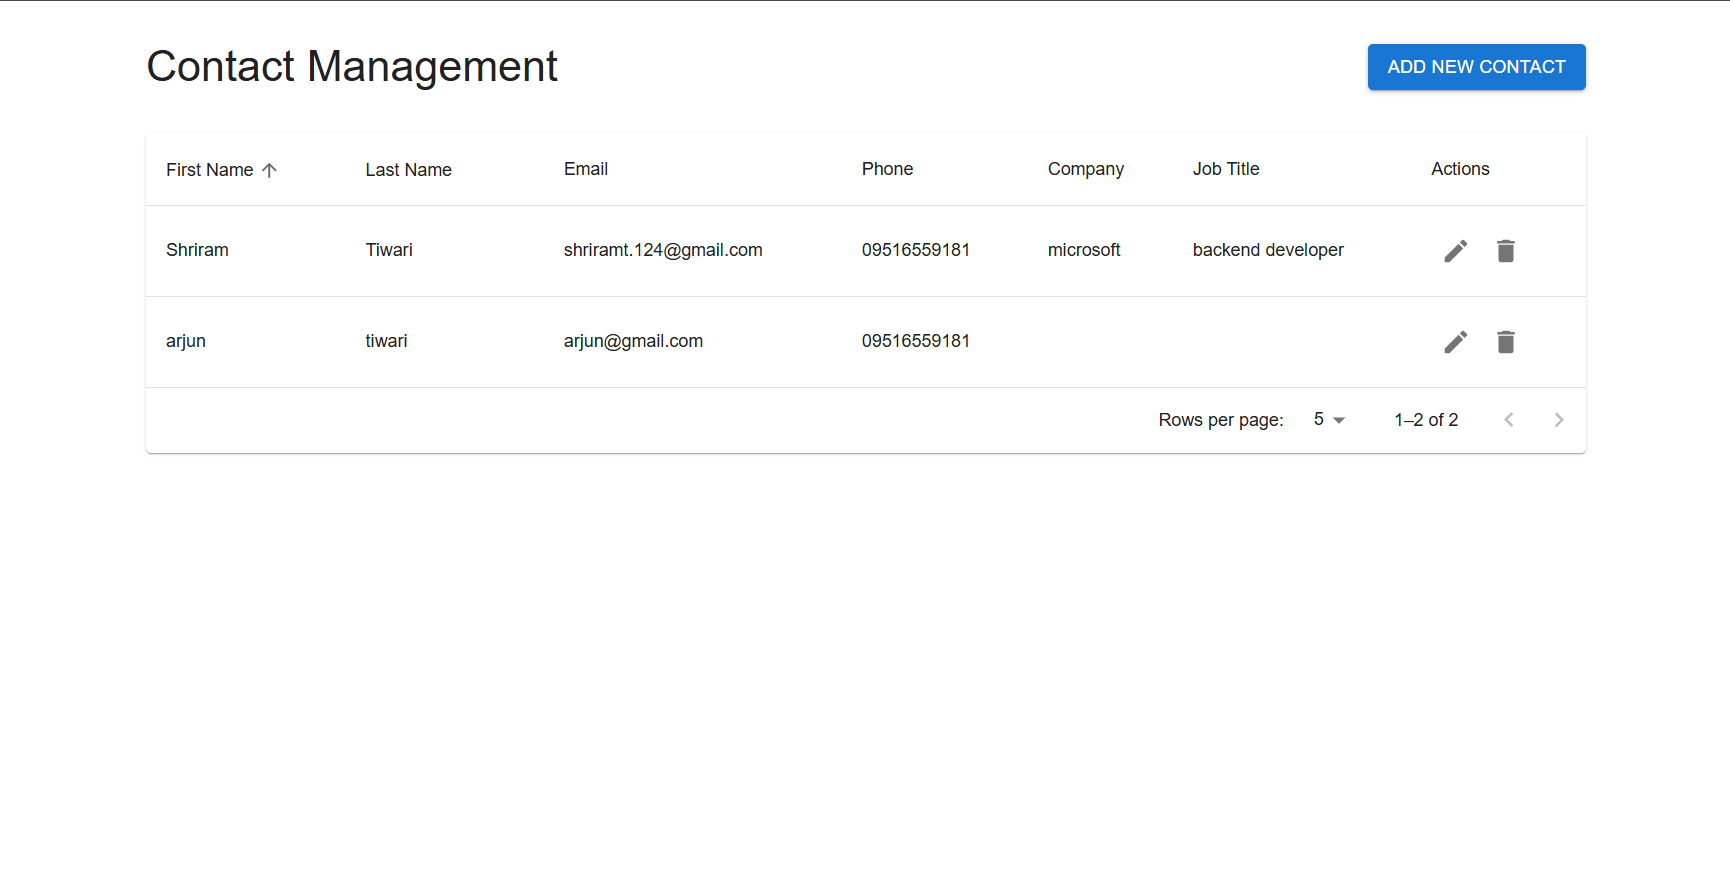 Contact Management
ADD NEW CONTACT
First Name Last Name Email Phone Company Job Title Actions
Shriram Tiwari shriramt.124@gmail.com 09516559181 microsoft backend developer
arjun tiwari arjun@gmail.com 09516559181
Rows per page: 5 1–2 of 2